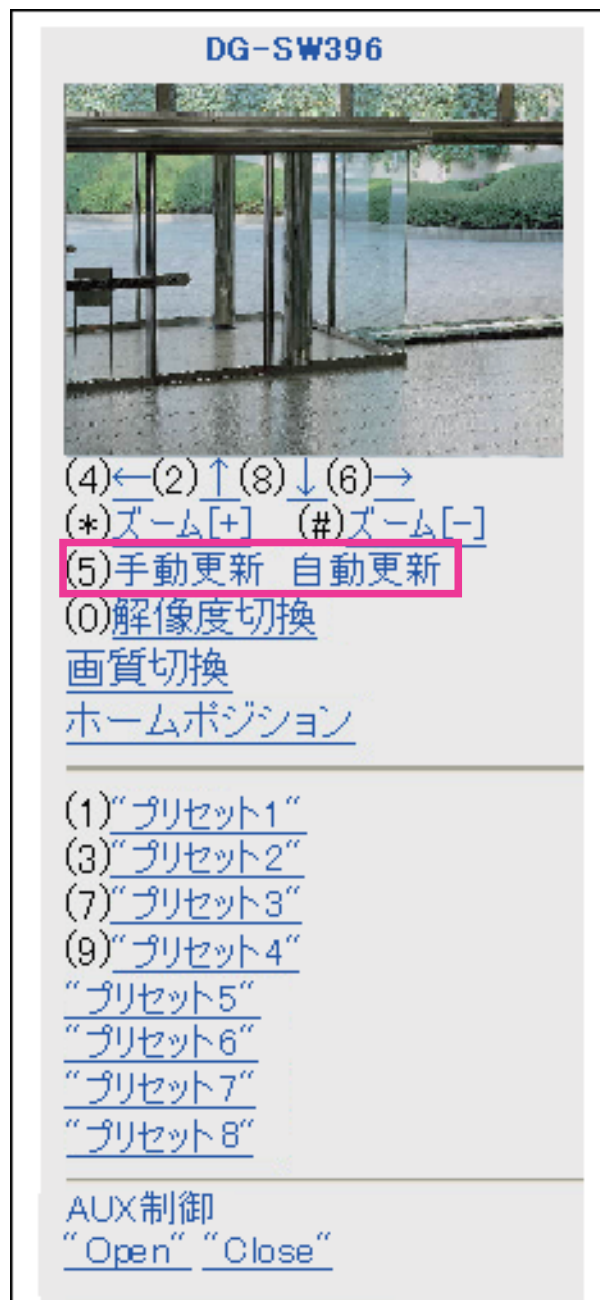 DG-SW396
(4)←(2)↑(8)↓(6)→
(*)ズーム[+] (#)ズーム[-]
(5)手動更新 自動更新
(0)解像度切換
画質切換
ホームポジション
(1)"プリセット1"
(3)"プリセット2"
(7)"プリセット3"
(9)"プリセット4"
"プリセット5"
"プリセット6"
"プリセット7"
"プリセット8"
AUX制御
"Open" "Close"